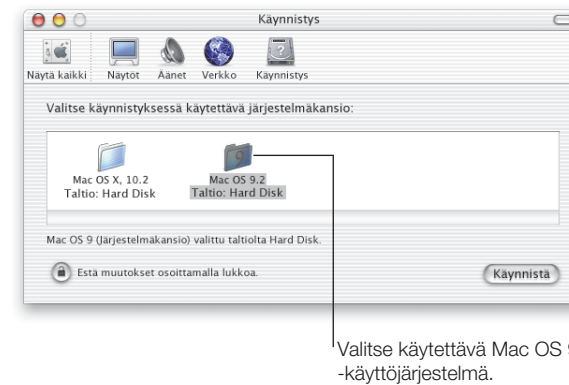 Käynnistys
Näytä kaikki Näytöt Äänet Verkko Käynnistys
Valitse käynnistyksessä käytettävä järjestelmäkansio:
Mac OS X, 10.2 Mac OS 9.2
Taltio: Hard Disk Taltio: Hard Disk
Mac OS 9 (Järjestelmäkansio) valittu taltiolta Hard Disk.
Estä muutokset osoittamalla lukkoa. Käynnistä
Valitse käytettävä Mac OS
-käyttöjärjestelmä.